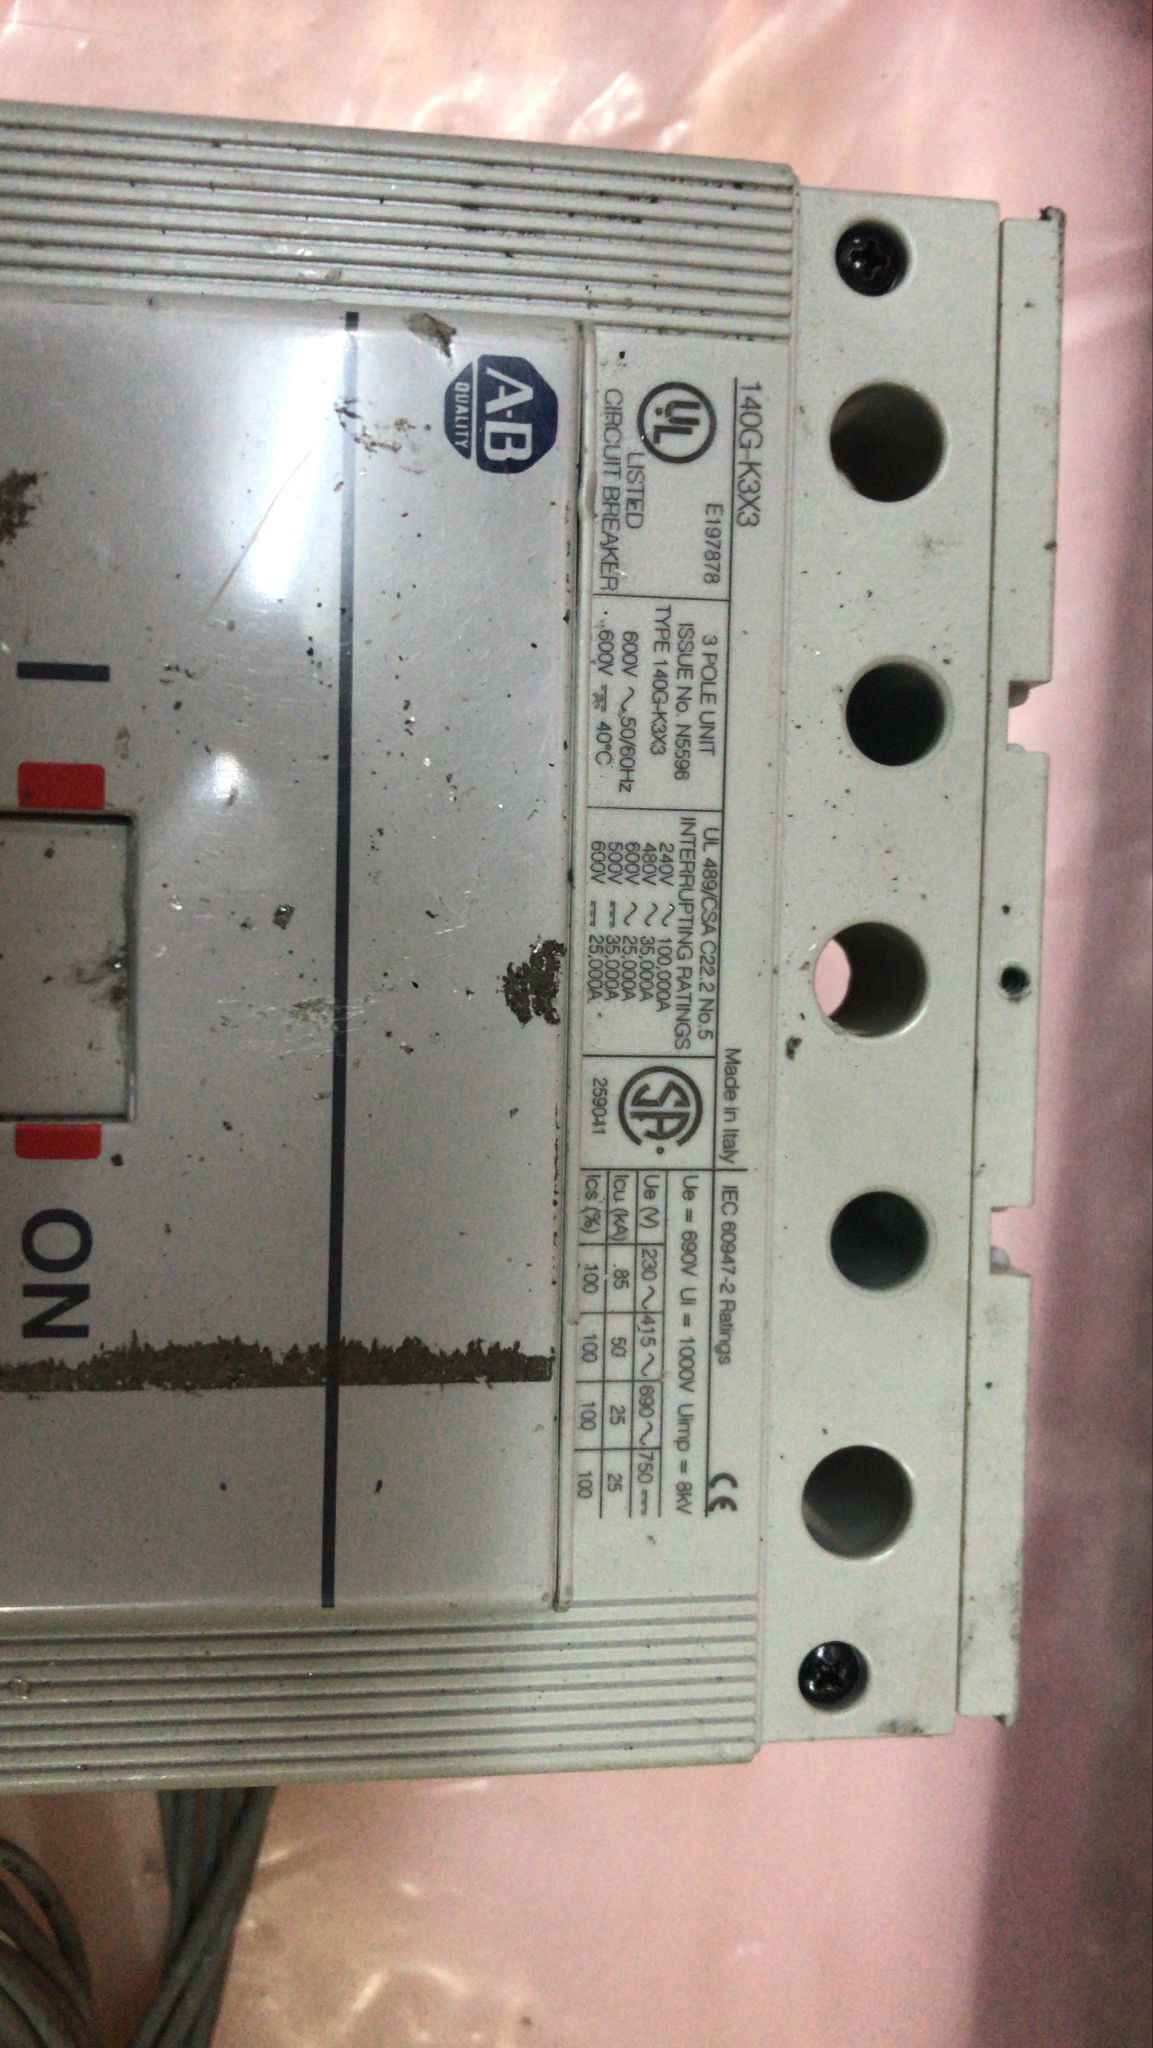 140G-K3X3
E197878
UL
LISTED
CIRCUIT BREAKER
3 POLE UNIT
ISSUE No. N5596
TYPE 140G-K3X3
600V ~ 50/60Hz
600V ⎓ 40°C
UL 489/CSA C22.2 No.5
INTERRUPTING RATINGS
240V ~ 100,000A
480V ~ 35,000A
600V ~ 25,000A
500V ⎓ 35,000A
600V ⎓ 25,000A
Made in Italy
SA
259041
IEC 60947-2 Ratings
CE
Ue = 690V Ui = 1000V Uimp = 8kV
Ue (V) 230 ~ 415 ~ 690 ~ 750 ⎓
Icu (kA) 85 50 25 25
Ics (%) 100 100 100 100
A-B
QUALITY
I ON